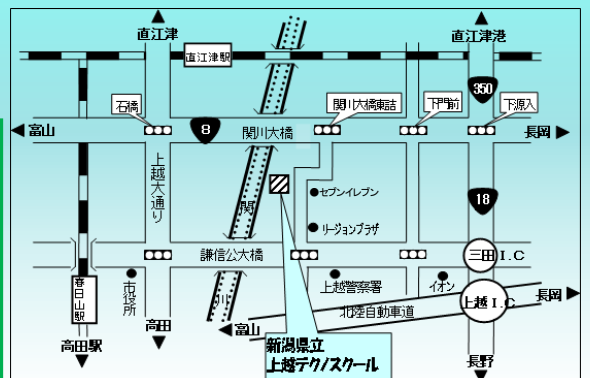 直江津
直江津港
直江津駅
350
石橋
関川大橋東詰
下門前
下源入
富山
8
関川大橋
長岡
上越大通り
セブンイレブン
関
18
リージョンプラザ
謙信公大橋
三田I.C
春日山駅
市役所
上越警察署
イオン
川
上越I.C
長岡
北陸自動車道
高田
富山
高田駅
新潟県立
上越テクノスクール
長野